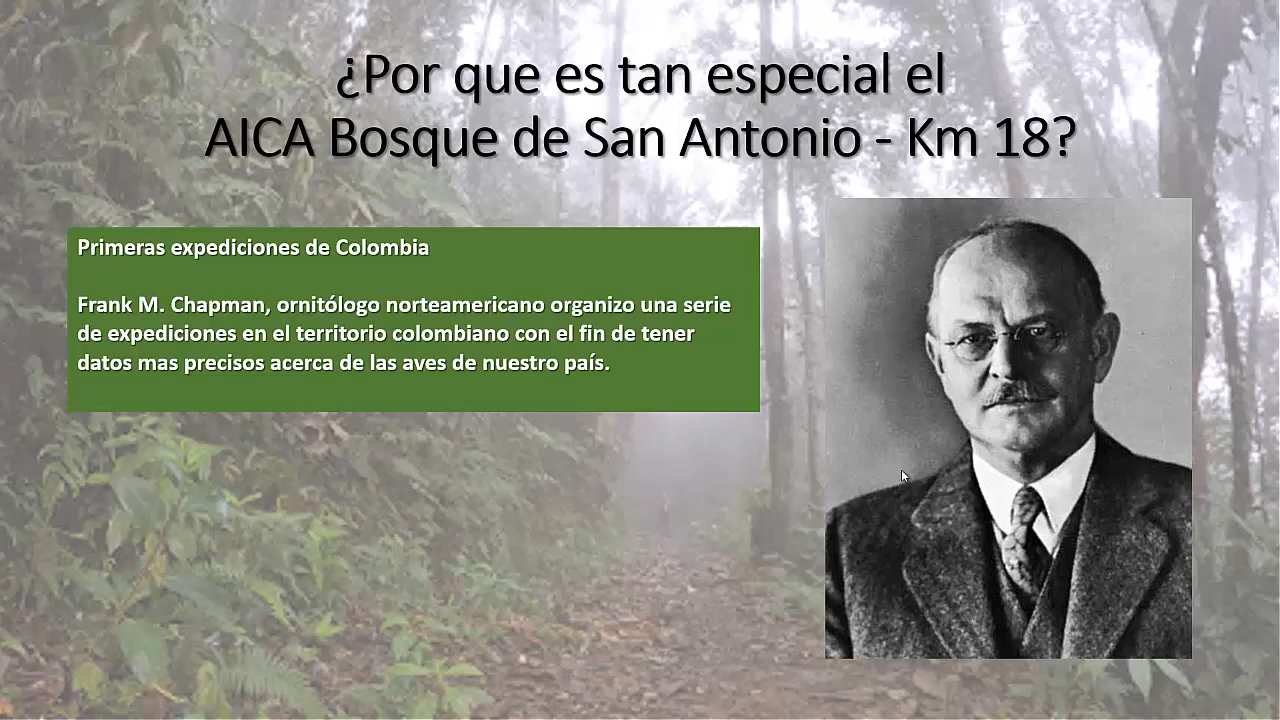 ¿Por que es tan especial el
AICA Bosque de San Antonio - Km 18?
Primeras expediciones de Colombia
Frank M. Chapman, ornitólogo norteamericano organizo una serie
de expediciones en el territorio colombiano con el fin de tener
datos mas precisos acerca de las aves de nuestro país.